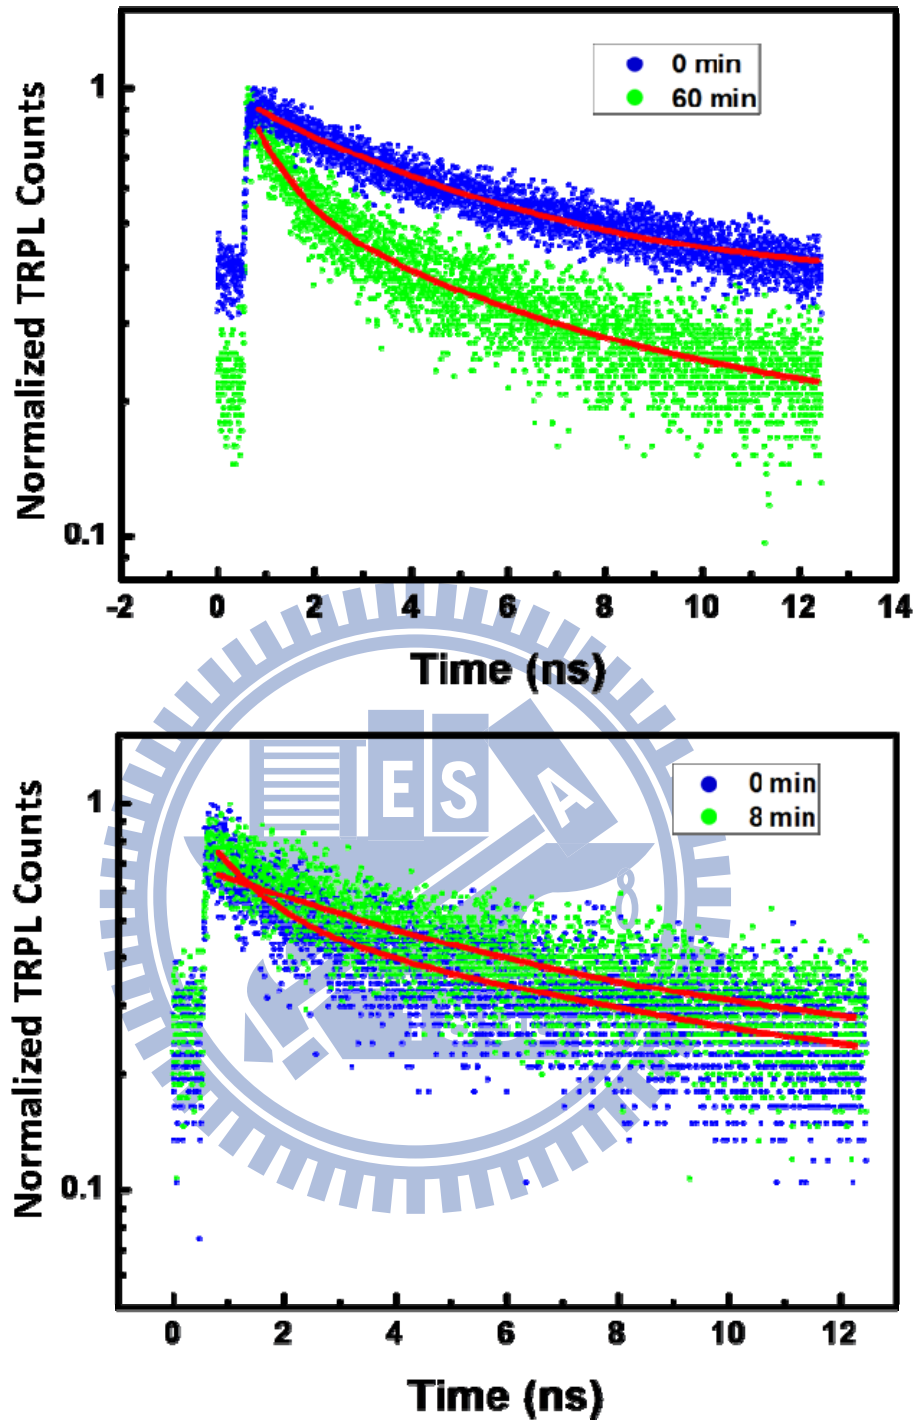 Normalized TRPL Counts
1
0.1
0 min
60 min
-2 0 2 4 6 8 10 12 14
Time (ns)
E S A
Normalized TRPL Counts
1
0.1
0 min
8 min
0 2 4 6 8 10 12
Time (ns)